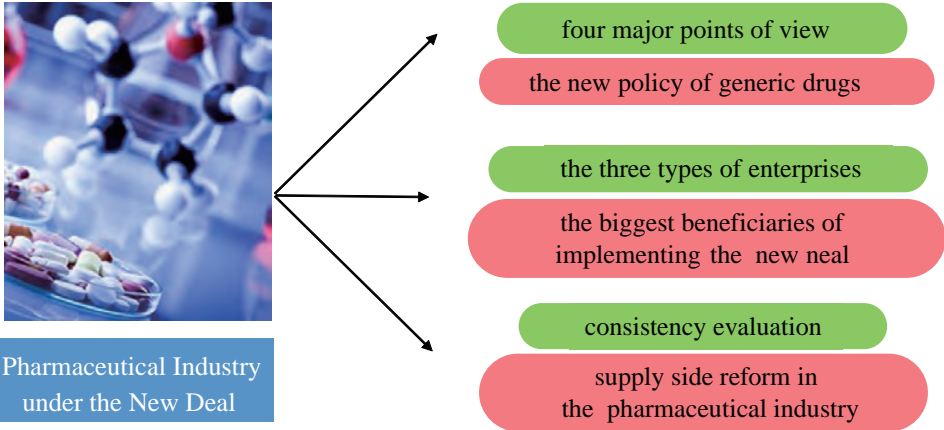 four major points of view
the new policy of generic drugs
the three types of enterprises
the biggest beneficiaries of
implementing the new neal
consistency evaluation
supply side reform in
the pharmaceutical industry
Pharmaceutical Industry
under the New Deal